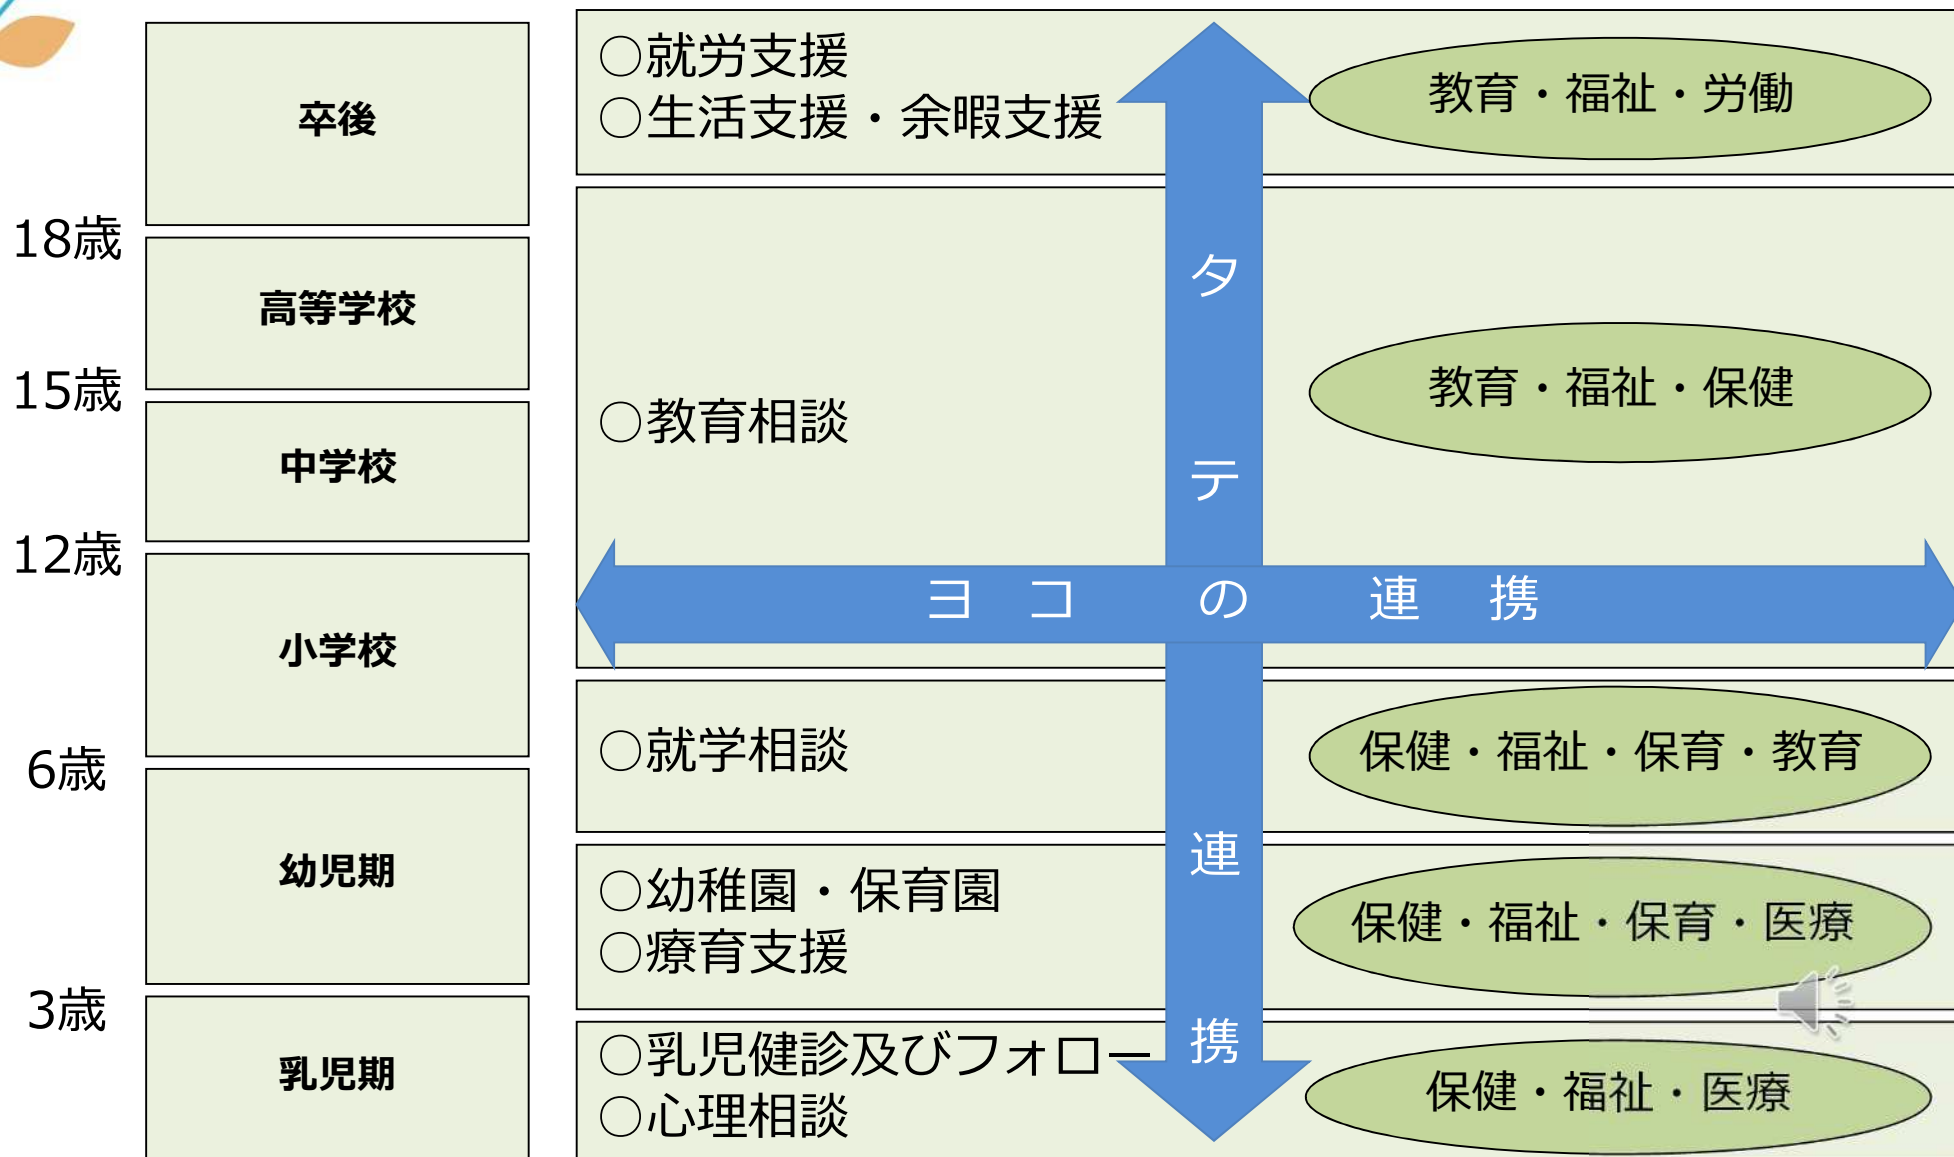 卒後
18歳
高等学校
15歳
中学校
12歳
小学校
6歳
幼児期
3歳
乳児期
○就労支援
○生活支援・余暇支援
教育・福祉・労働
○教育相談
教育・福祉・保健
○就学相談
保健・福祉・保育・教育
○幼稚園・保育園
○療育支援
保健・福祉・保育・医療
○乳児健診及びフォロー
○心理相談
保健・福祉・医療
タテの連携
ヨコの連携